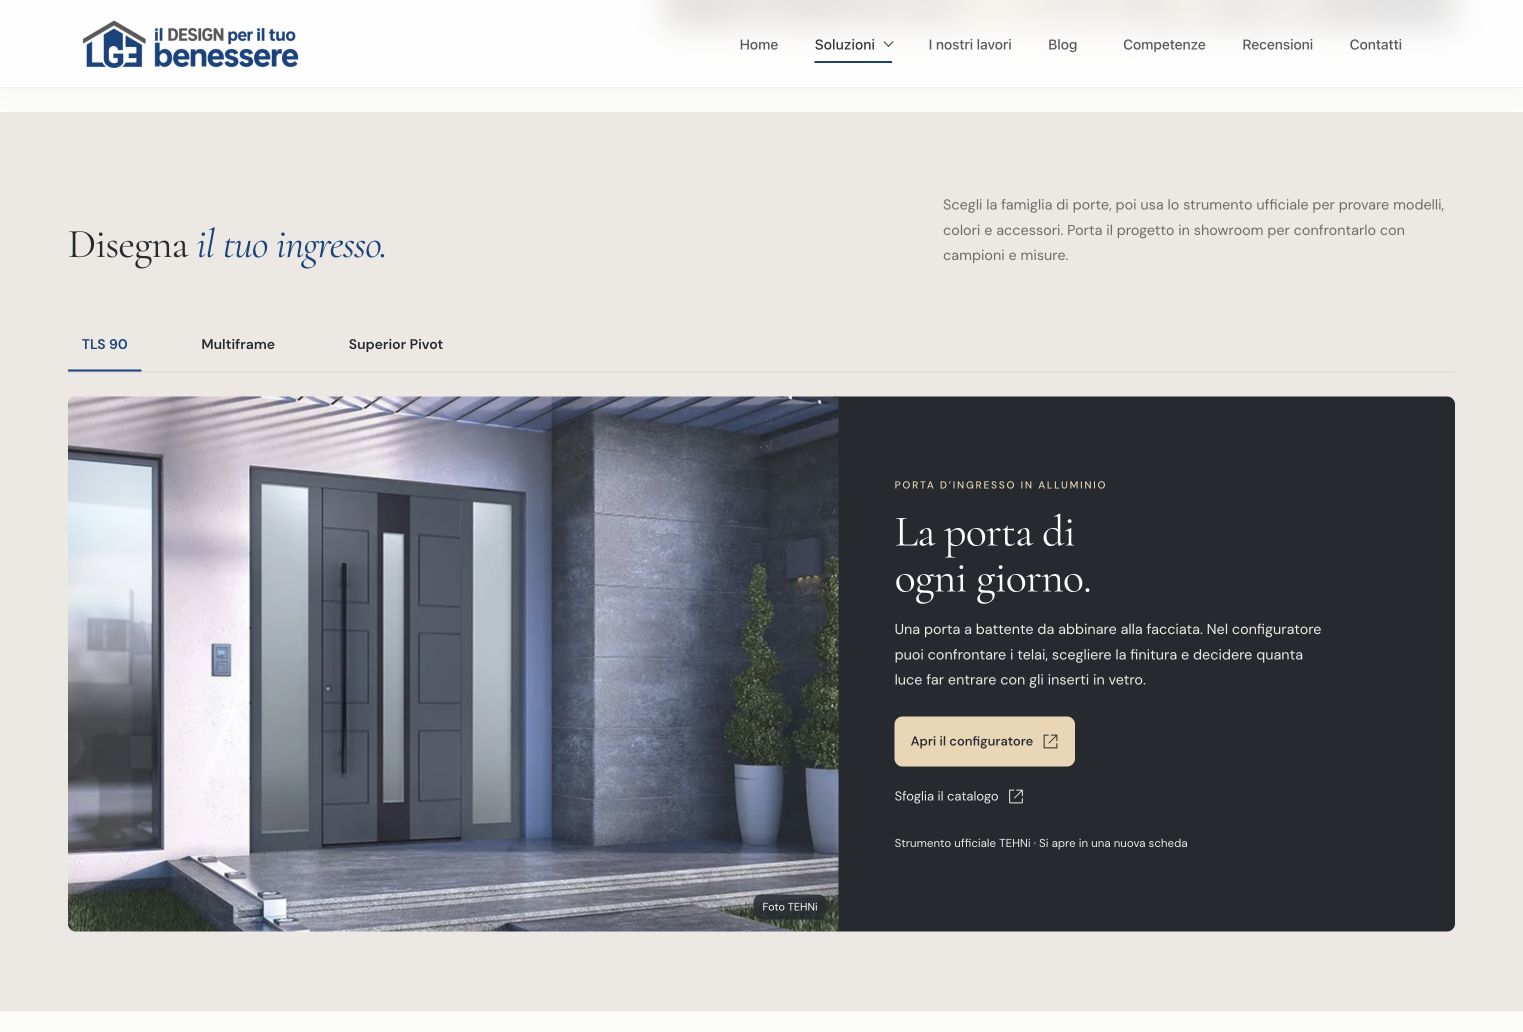 LGE il DESIGN per il tuo
benessere
Home Soluzioni I nostri lavori Blog Competenze Recensioni Contatti
Disegna il tuo ingresso.
Scegli la famiglia di porte, poi usa lo strumento ufficiale per provare modelli,
colori e accessori. Porta il progetto in showroom per confrontarlo con
campioni e misure.
TLS 90 Multiframe Superior Pivot
PORTA D'INGRESSO IN ALLUMINIO
La porta di
ogni giorno.
Una porta a battente da abbinare alla facciata. Nel configuratore
puoi confrontare i telai, scegliere la finitura e decidere quanta
luce far entrare con gli inserti in vetro.
Apri il configuratore
Sfoglia il catalogo
Strumento ufficiale TEHNi · Si apre in una nuova scheda
Foto TEHNi